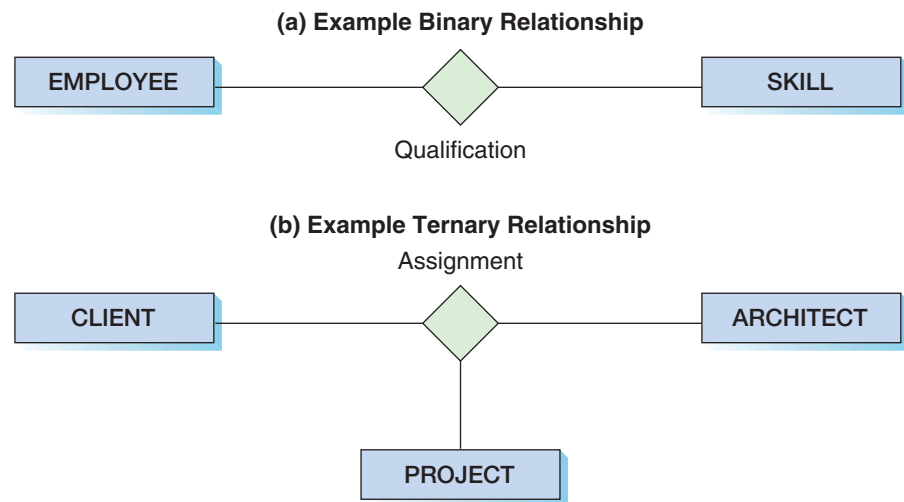 (a) Example Binary Relationship
EMPLOYEE
SKILL
Qualification
(b) Example Ternary Relationship
Assignment
CLIENT
ARCHITECT
PROJECT